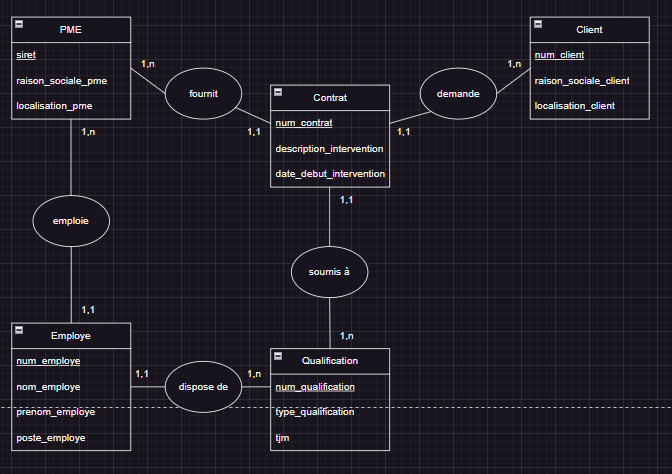 PME
siret
raison_sociale_pme
localisation_pme
1,n
fournit
1,1
Contrat
num_contrat
description_intervention
date_debut_intervention
demande
1,n
1,1
Client
num_client
raison_sociale_client
localisation_client
1,n
emploie
1,1
1,1
soumis à
1,n
Employe
num_employe
nom_employe
prenom_employe
poste_employe
1,1
dispose de
1,n
Qualification
num_qualification
type_qualification
tjm